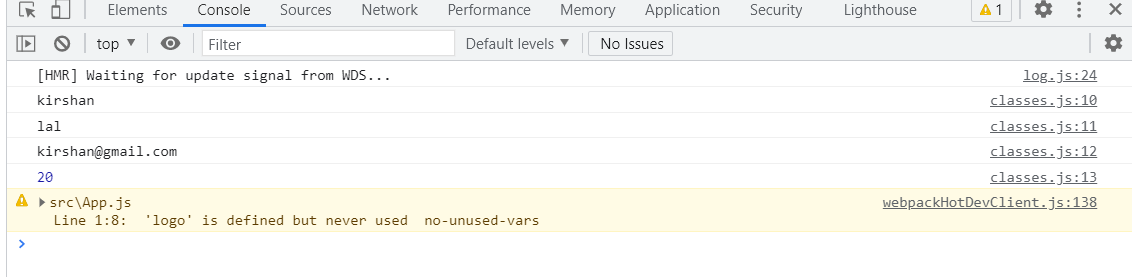 Elements Console Sources Network Performance Memory Application Security Lighthouse 1
top Filter Default levels No Issues
[HMR] Waiting for update signal from WDS... log.js:24
kirshan classes.js:10
lal classes.js:11
kirshan@gmail.com classes.js:12
20 classes.js:13
src\App.js webpackHotDevClient.js:138
Line 1:8: 'logo' is defined but never used no-unused-vars